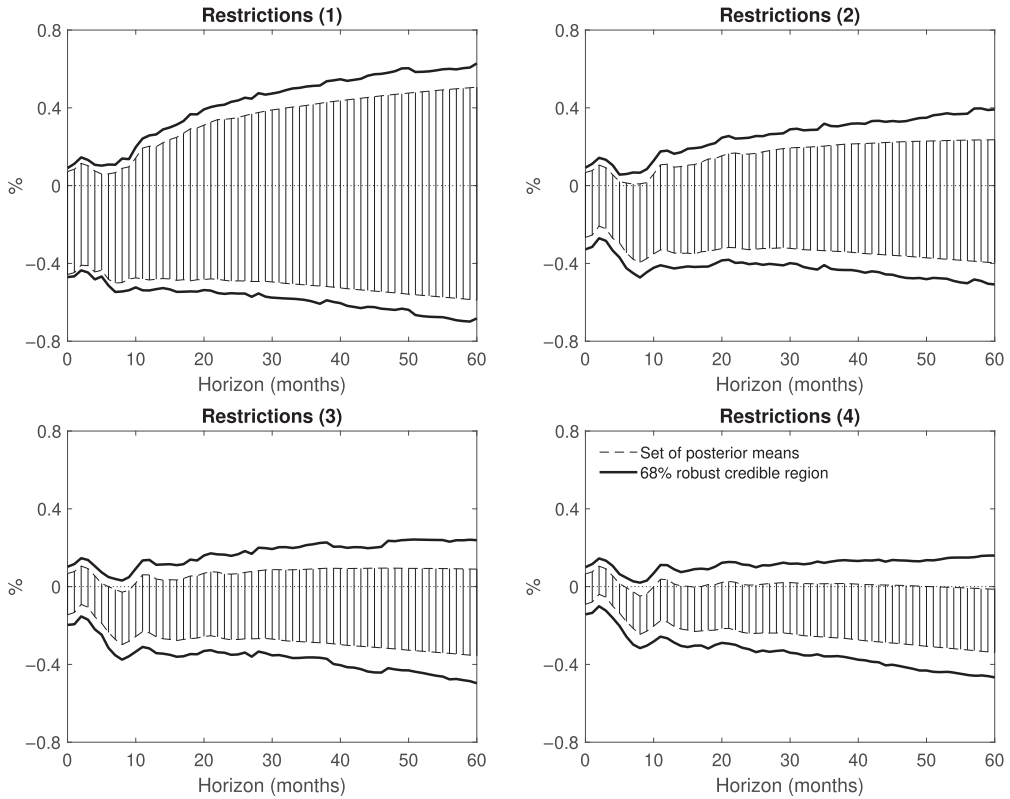 Restrictions (1)
0.8
0.4
0
−0.4
−0.8
%
0 10 20 30 40 50 60
Horizon (months)
Restrictions (2)
0.8
0.4
0
−0.4
−0.8
%
0 10 20 30 40 50 60
Horizon (months)
Restrictions (3)
0.8
0.4
0
−0.4
−0.8
%
0 10 20 30 40 50 60
Horizon (months)
Restrictions (4)
0.8
0.4
0
−0.4
−0.8
%
Set of posterior means
68% robust credible region
0 10 20 30 40 50 60
Horizon (months)